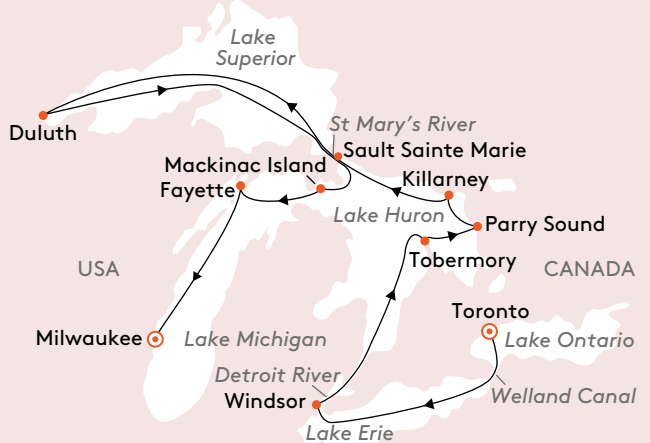 Lake
Superior
Duluth
St Mary's River
Sault Sainte Marie
Mackinac Island
Killarney
Fayette
Lake Huron
Parry Sound
Tobermory
USA
CANADA
Toronto
Milwaukee
Lake Michigan
Lake Ontario
Detroit River
Welland Canal
Windsor
Lake Erie